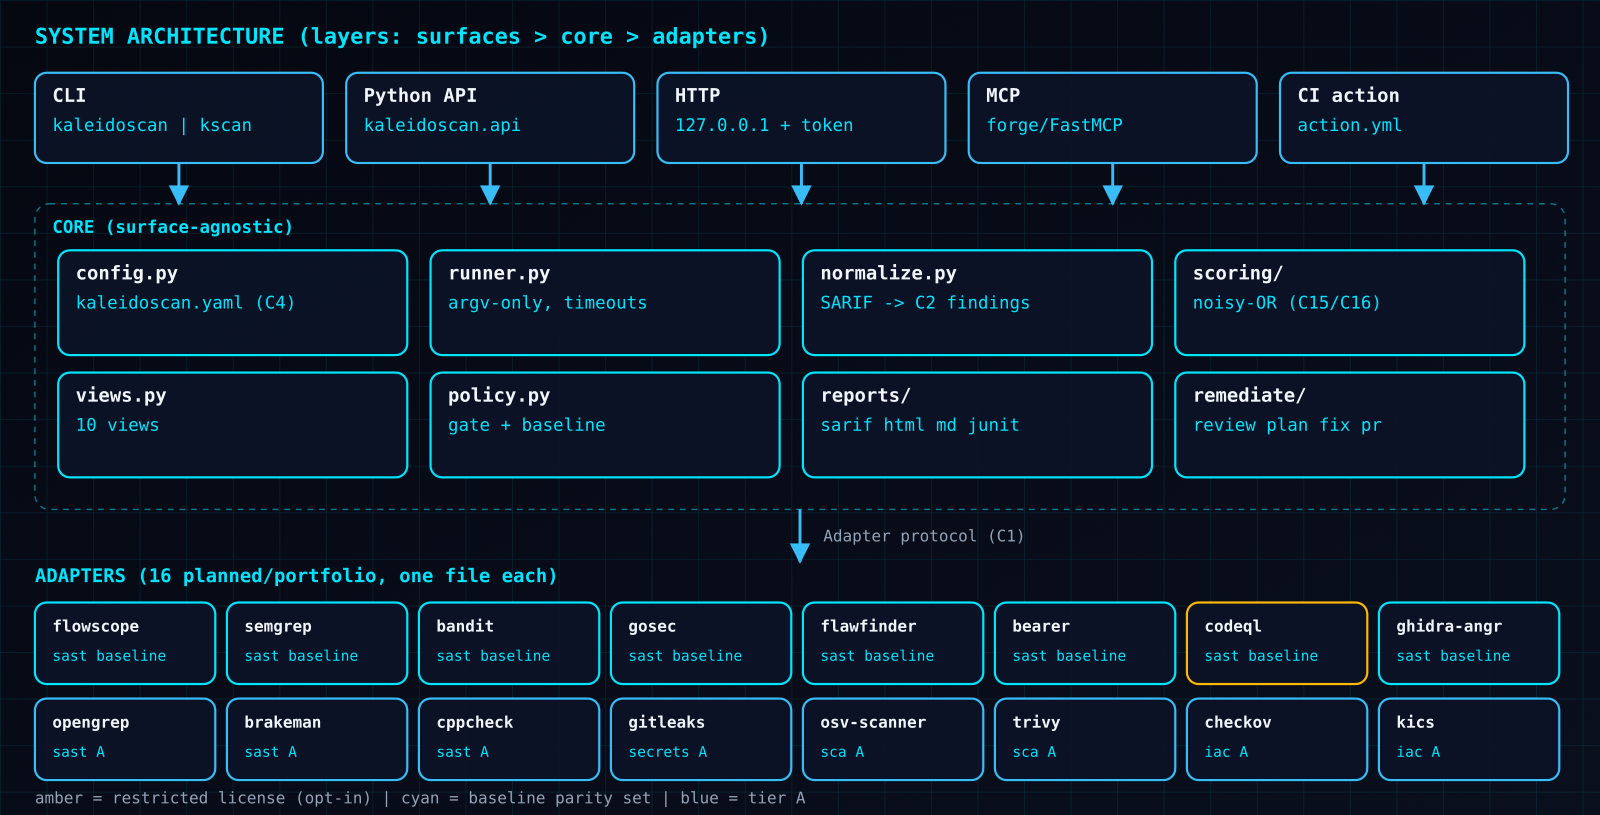 SYSTEM ARCHITECTURE (layers: surfaces > core > adapters)
CLI
kaleidoscan | kscan
Python API
kaleidoscan.api
HTTP
127.0.0.1 + token
MCP
forge/FastMCP
CI action
action.yml
CORE (surface-agnostic)
config.py
kaleidoscan.yaml (C4)
runner.py
argv-only, timeouts
normalize.py
SARIF -> C2 findings
scoring/
noisy-OR (C15/C16)
views.py
10 views
policy.py
gate + baseline
reports/
sarif html md junit
remediate/
review plan fix pr
Adapter protocol (C1)
ADAPTERS (16 planned/portfolio, one file each)
flowscope
sast baseline
semgrep
sast baseline
bandit
sast baseline
gosec
sast baseline
flawfinder
sast baseline
bearer
sast baseline
codeql
sast baseline
ghidra-angr
sast baseline
opengrep
sast A
brakeman
sast A
cppcheck
sast A
gitleaks
secrets A
osv-scanner
sca A
trivy
sca A
checkov
iac A
kics
iac A
amber = restricted license (opt-in) | cyan = baseline parity set | blue = tier A